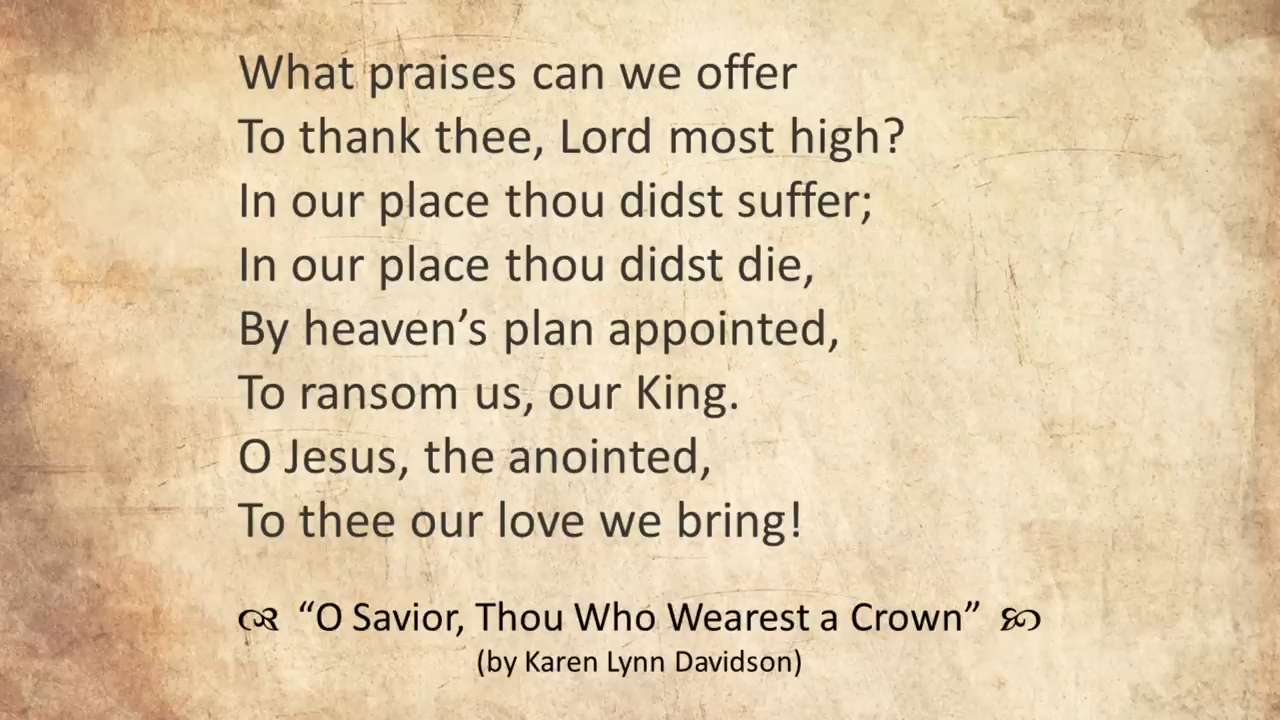 What praises can we offer
To thank thee, Lord most high?
In our place thou didst suffer;
In our place thou didst die,
By heaven’s plan appointed,
To ransom us, our King.
O Jesus, the anointed,
To thee our love we bring!
“O Savior, Thou Who Wearest a Crown”
(by Karen Lynn Davidson)